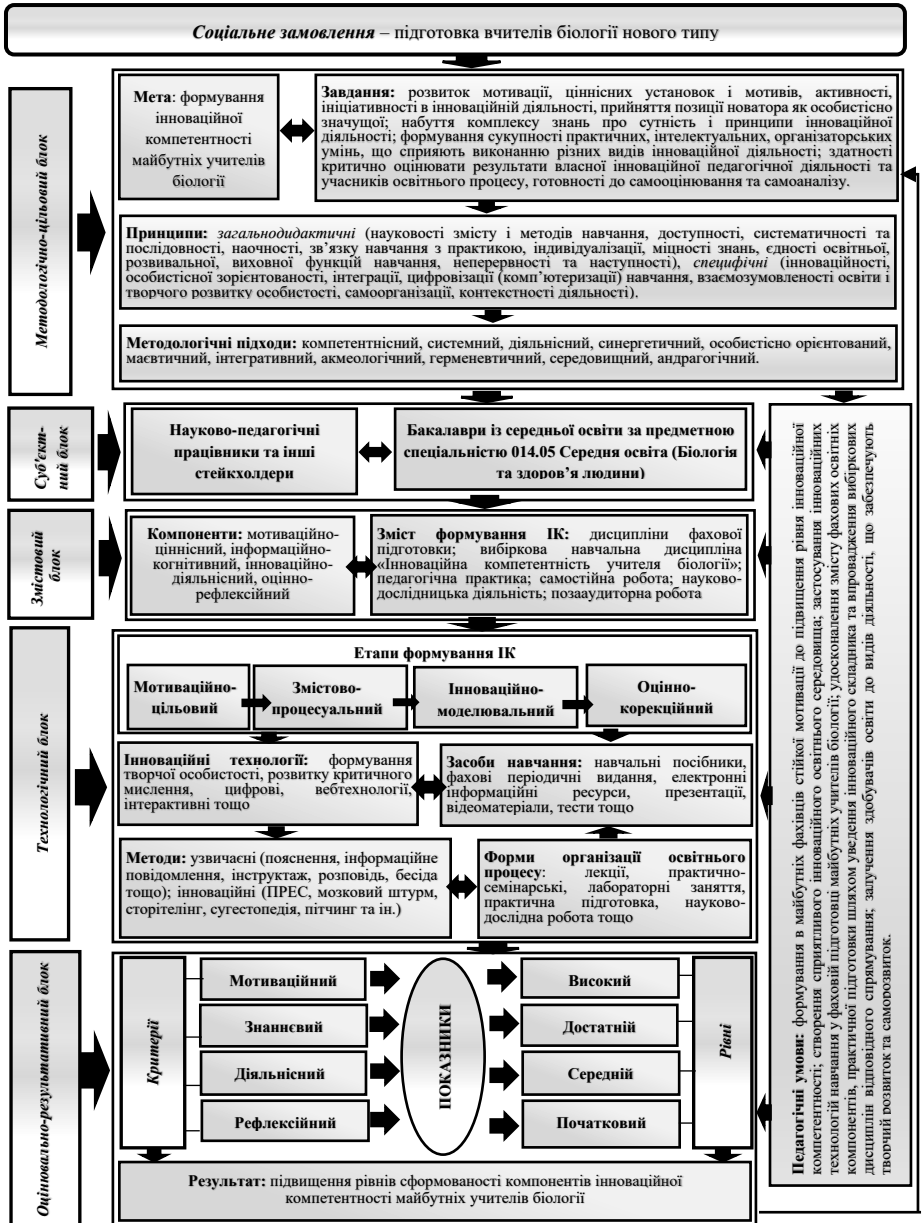 Соціальне замовлення – підготовка вчителів біології нового типу
Методологічно-цільовий блок
Мета: формування
інноваційної
компетентності
майбутніх учителів
біології
Завдання: розвиток мотивації, ціннісних установок і мотивів, активності,
ініціативності в інноваційній діяльності, прийняття позиції новатора як особистісно
значущої; набуття комплексу знань про сутність і принципи інноваційної
діяльності; формування сукупності практичних, інтелектуальних, організаторських
умінь, що сприяють виконанню різних видів інноваційної діяльності; здатності
критично оцінювати результати власної інноваційної педагогічної діяльності та
учасників освітнього процесу, готовності до самооцінювання та самоаналізу.
Принципи: загальнодидактичні (науковості змісту і методів навчання, доступності, систематичності та
послідовності, наочності, зв’язку навчання з практикою, індивідуалізації, міцності знань, єдності освітньої,
розвивальної, виховної функцій навчання, неперервності та наступності), специфічні (інноваційності,
особистісної зорієнтованості, інтеграції, цифровізації (комп’ютеризації) навчання, взаємозумовленості освіти і
творчого розвитку особистості, самоорганізації, контекстності діяльності).
Методологічні підходи: компетентнісний, системний, діяльнісний, синергетичний, особистісно орієнтований,
маєвтичний, інтегративний, акмеологічний, герменевтичний, середовищний, андрагогічний.
Суб’єкт-
ний блок
Науково-педагогічні
працівники та інші
стейкхолдери
Бакалаври із середньої освіти за предметною
спеціальністю 014.05 Середня освіта (Біологія
та здоров’я людини)
Змістовий
блок
Компоненти: мотиваційно-
ціннісний, інформаційно-
когнітивний, інноваційно-
діяльнісний, оцінно-
рефлексійний
Зміст формування ІК: дисципліни фахової
підготовки; вибіркова навчальна дисципліна
«Інноваційна компетентність учителя біології»;
педагогічна практика; самостійна робота; науково-
дослідницька діяльність; позааудиторна робота
Технологічний блок
Етапи формування ІК
Мотиваційно-
цільовий
Змістово-
процесуальний
Інноваційно-
моделювальний
Оцінно-
корекційний
Інноваційні технології: формування
творчої особистості, розвитку критичного
мислення, цифрові, вебтехнології,
інтерактивні тощо
Засоби навчання: навчальні посібники,
фахові періодичні видання, електронні
інформаційні ресурси, презентації,
відеоматеріали, тести тощо
Методи: узвичаєні (пояснення, інформаційне
повідомлення, інструктаж, розповідь, бесіда
тощо); інноваційні (ПРЕС, мозковий штурм,
сторітелінг, сугестопедія, пітчинг та ін.)
Форми організації освітнього
процесу: лекції, практично-
семінарські, лабораторні заняття,
практична підготовка, науково-
дослідна робота тощо
Оцінювально-результативний блок
Критерії
Мотиваційний
Знаннєвий
Діяльнісний
Рефлексійний
ПОКАЗНИКИ
Високий
Достатній
Середній
Початковий
Рівні
Результат: підвищення рівнів сформованості компонентів інноваційної
компетентності майбутніх учителів біології
Педагогічні умови: формування в майбутніх фахівців стійкої мотивації до підвищення рівня інноваційної
компетентності; створення сприятливого інноваційного освітнього середовища; застосування інноваційних
технологій навчання у фаховій підготовці майбутніх учителів біології; удосконалення змісту фахових освітніх
компонентів, практичної підготовки шляхом уведення інноваційного складника та впровадження вибіркових
дисциплін відповідного спрямування; залучення здобувачів освіти до видів діяльності, що забезпечують
творчий розвиток та саморозвиток.